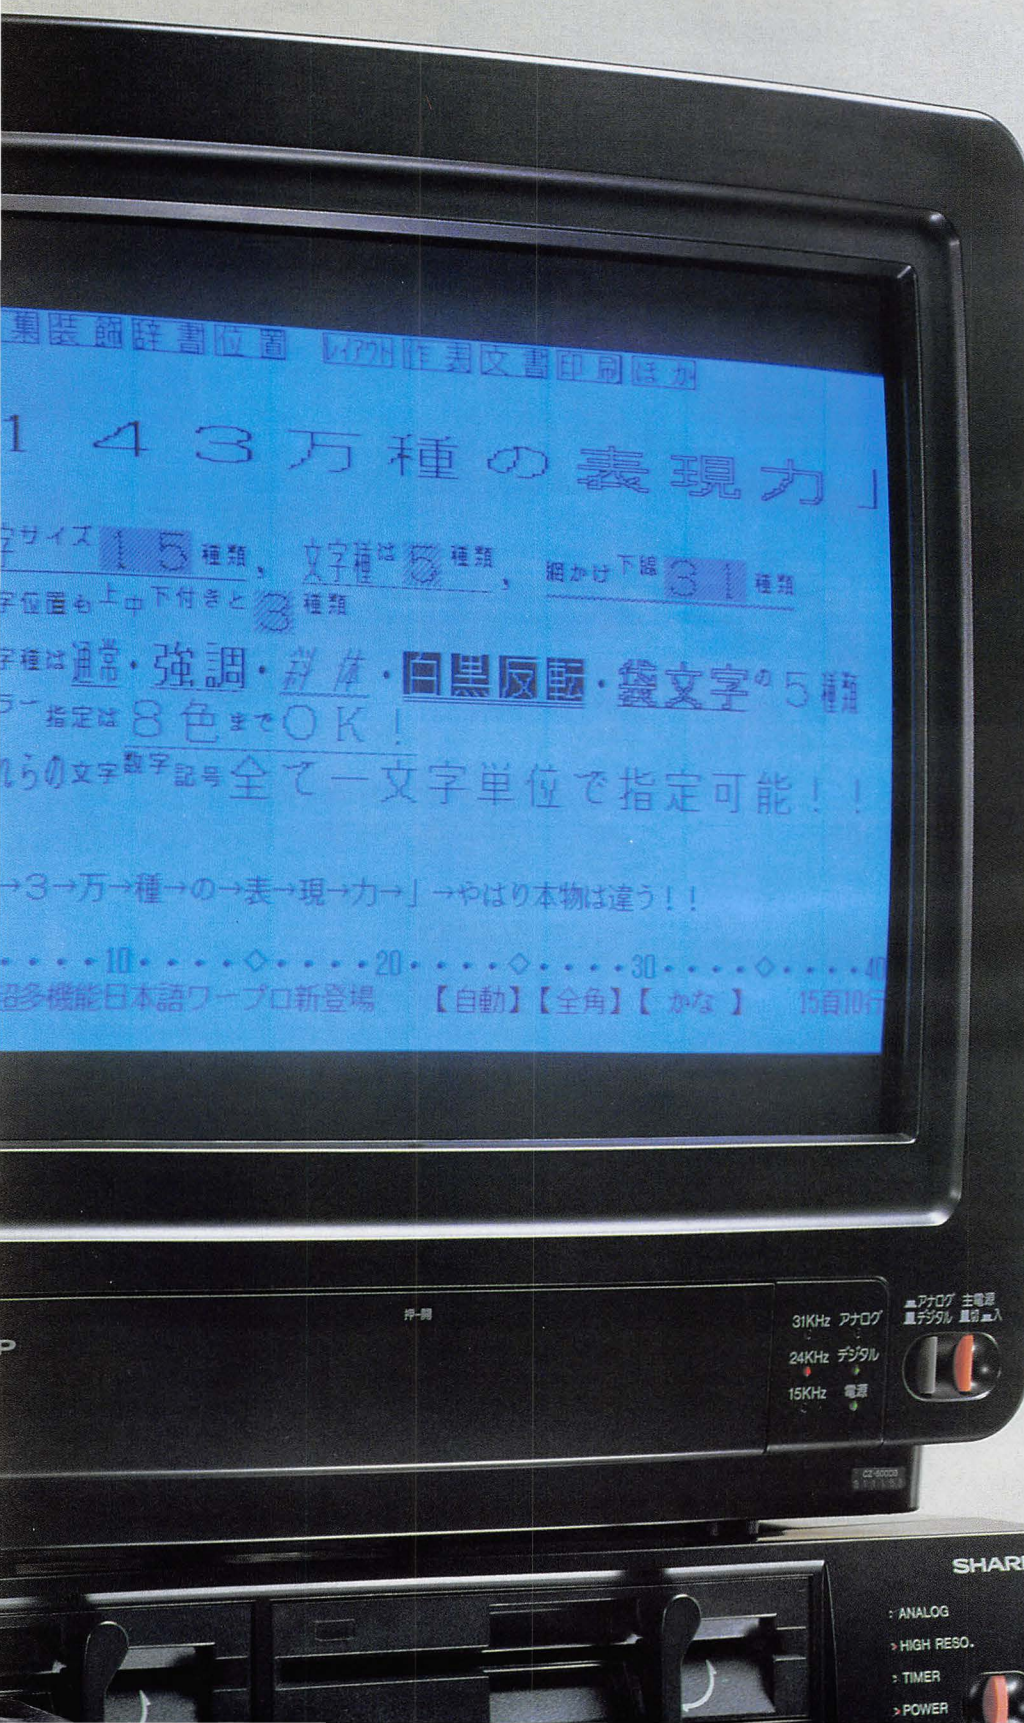 集装飾辞書位置 レイアウト作表文書印刷ほか
143万種の表現力」
字サイズ15種類、文字種は5種類、網かけ下線31種類
字位置も上中下付きと3種類
字種は通常・強調・斜体・白黒反転・袋文字の5種類
ラー指定は8色までOK!
れらの文字数字記号全て一文字単位で指定可能!!
→3→万→種→の→表→現→力→」→やはり本物は違う!!
・・・・10・・・・◇・・・・20・・・・◇・・・・30・・・・◇・・・・40
超多機能日本語ワープロ新登場 【自動】【全角】【かな】 15頁10行
押-開
P
31KHz アナログ
24KHz デジタル
15KHz 電源
アナログ 主電源
デジタル 切 入
CZ-600DB
SHAR
ANALOG
HIGH RESO.
TIMER
POWER